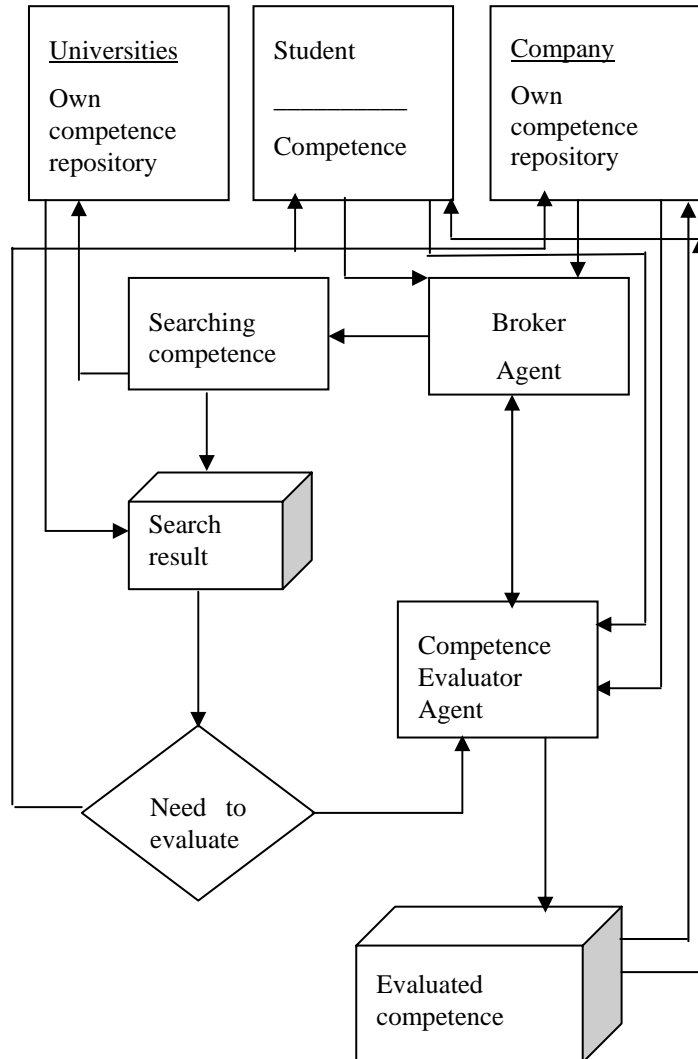 Universities
Own
competence
repository
Student
__________
Competence
Company
Own
competence
repository
Searching
competence
Broker
Agent
Search
result
Competence
Evaluator
Agent
Need to
evaluate
Evaluated
competence